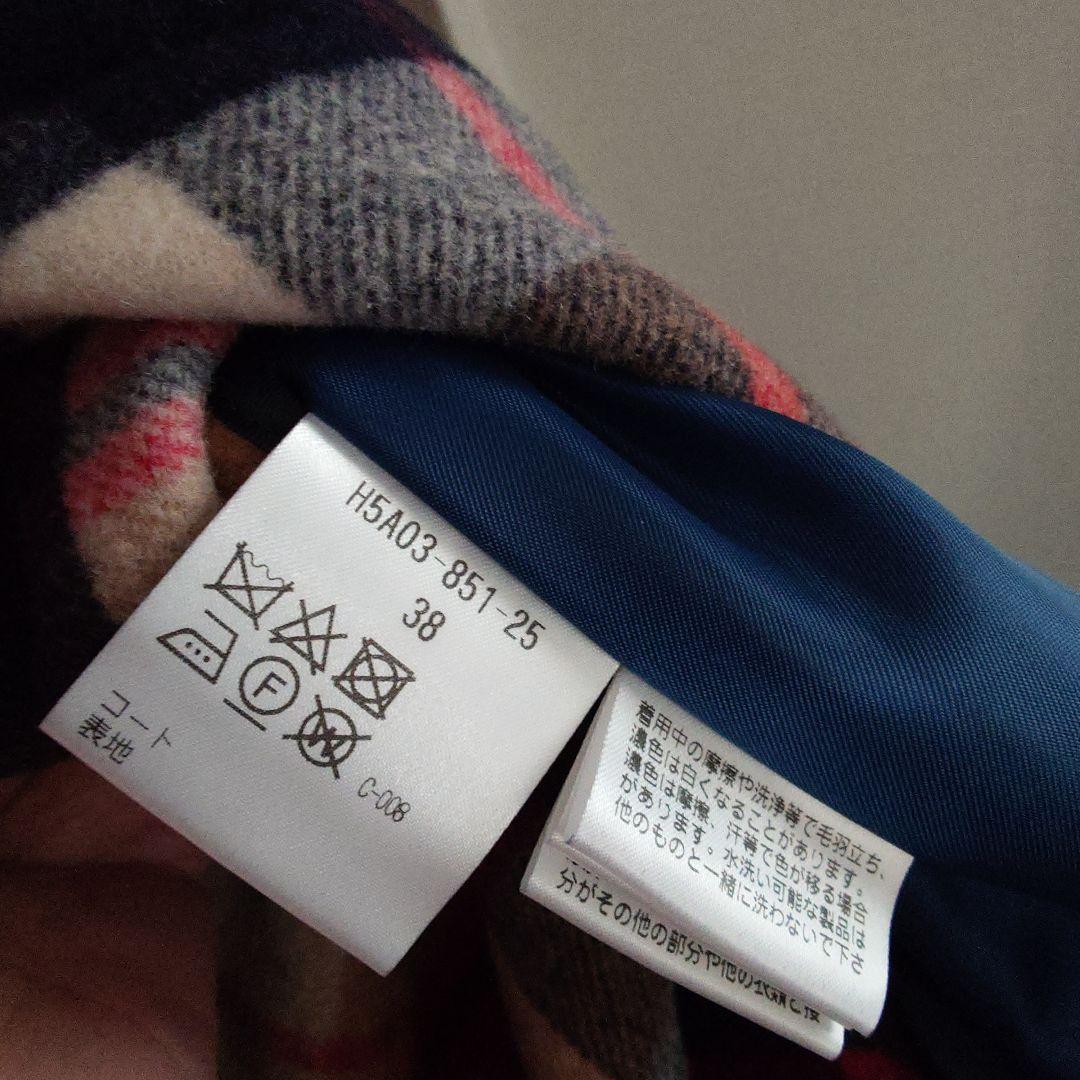 H5A03-851-25
38
F
W
C-008
コート
表地
着用中の摩擦や洗浄等で毛羽立ち、
濃色は白くなることがあります。
濃色は摩擦、汗等で色が移る場合
があります。水洗い可能な製品は
他のものと一緒に洗わないで下さ
分がその他の部分や他の衣類と接